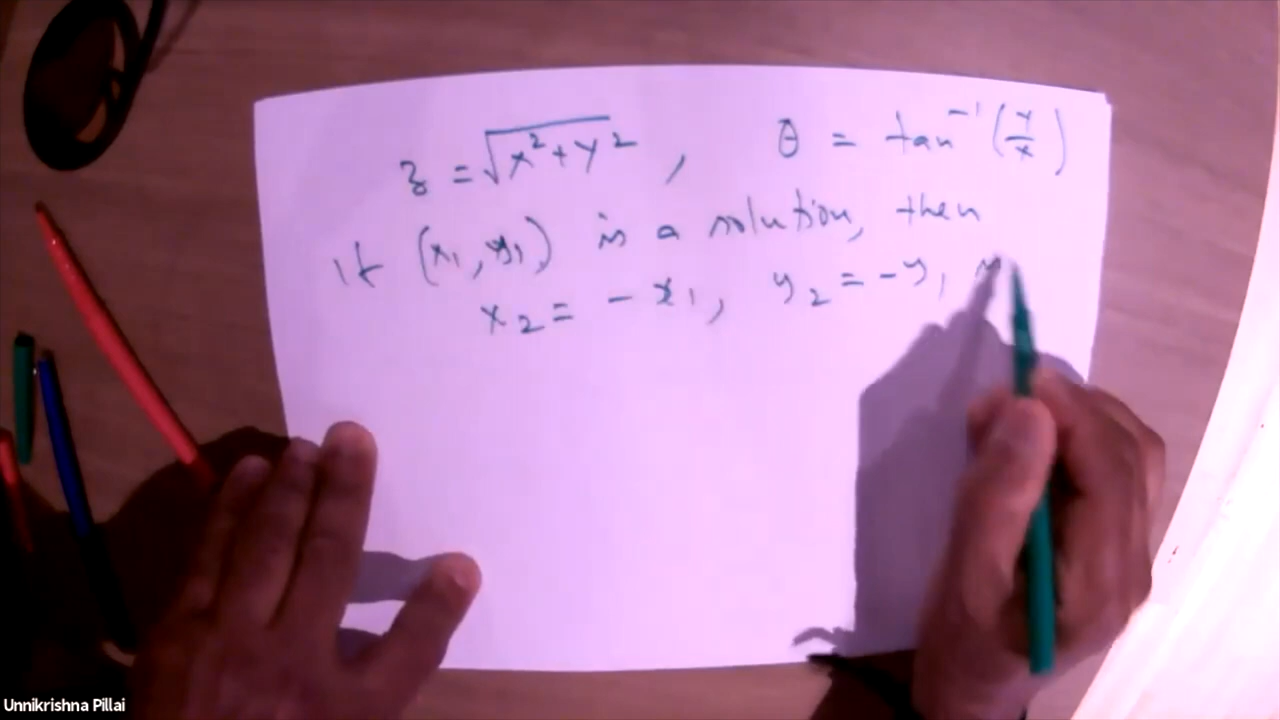 z = √x²+y² , θ = tan⁻¹(y/x)
if (x₁, y₁) is a solution, then
x₂ = - x₁, y₂ = - y₁
Unnikrishna Pillai